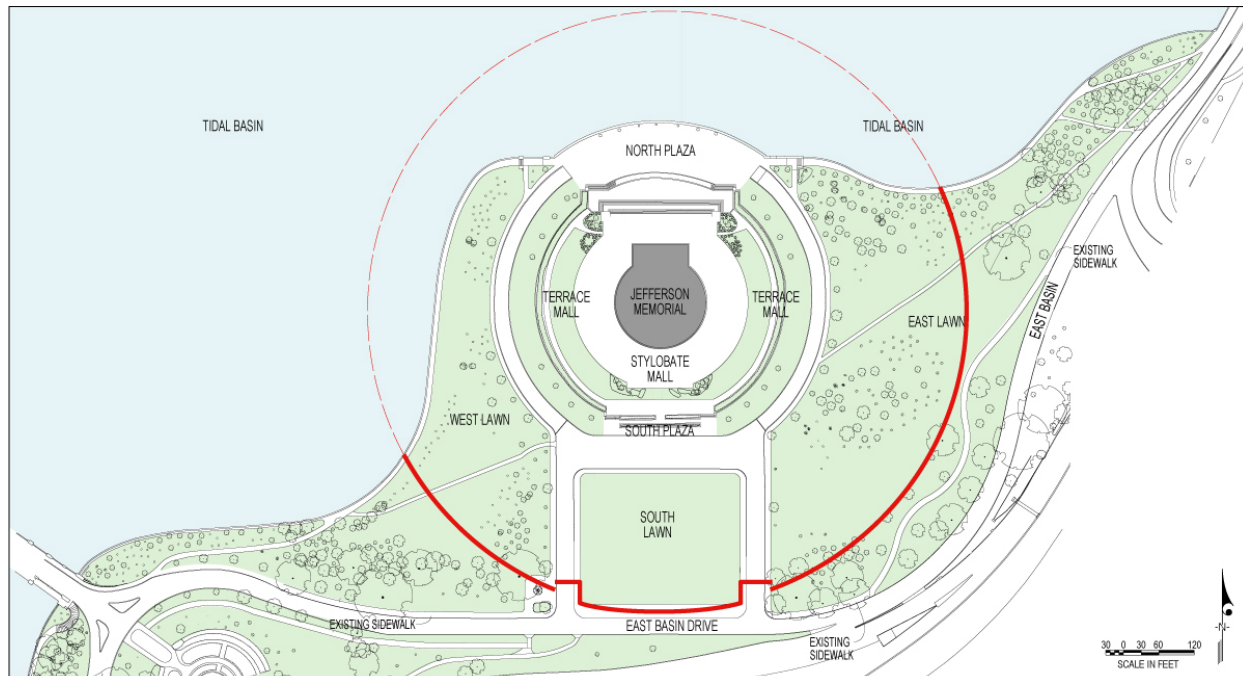 TIDAL BASIN
TIDAL BASIN
NORTH PLAZA
EXISTING
SIDEWALK
TERRACE
MALL
JEFFERSON
MEMORIAL
TERRACE
MALL
EAST BASIN
EAST LAWN
STYLOBATE
MALL
WEST LAWN
SOUTH PLAZA
SOUTH
LAWN
EXISTING SIDEWALK
EAST BASIN DRIVE
EXISTING
SIDEWALK
-N-
30 0 30 60 120
SCALE IN FEET